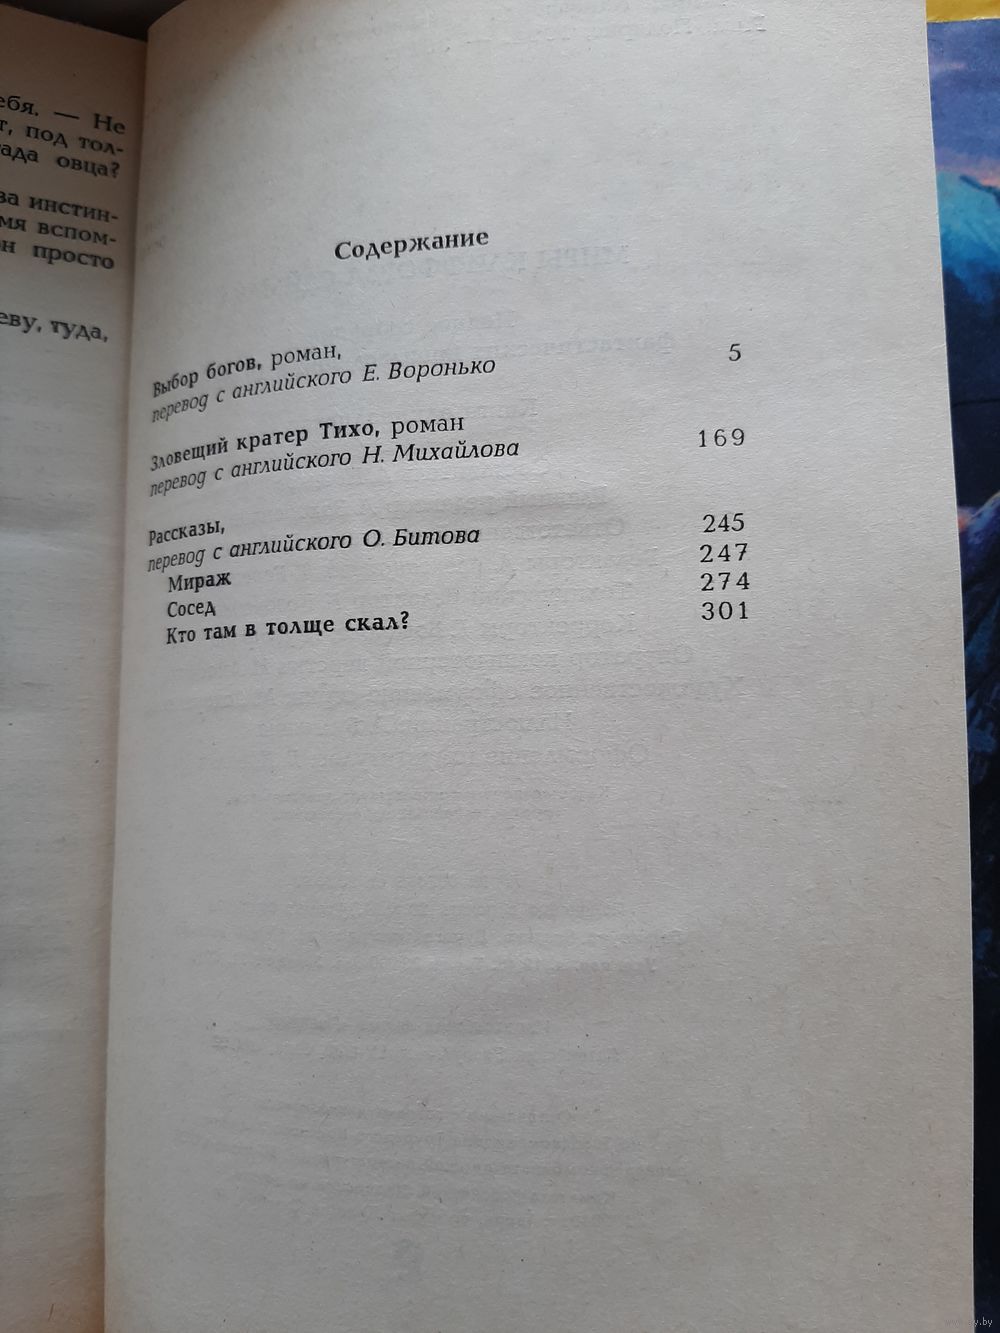 ебя. — Не
т, под тол-
ада овца?
ва инстин-
мя вспом-
н просто
еву, туда,
Содержание
Выбор богов, роман,
перевод с английского Е. Воронько 5
Зловещий кратер Тихо, роман
перевод с английского Н. Михайлова 169
Рассказы,
перевод с английского О. Битова 245
Мираж 247
Сосед 274
Кто там в толще скал? 301